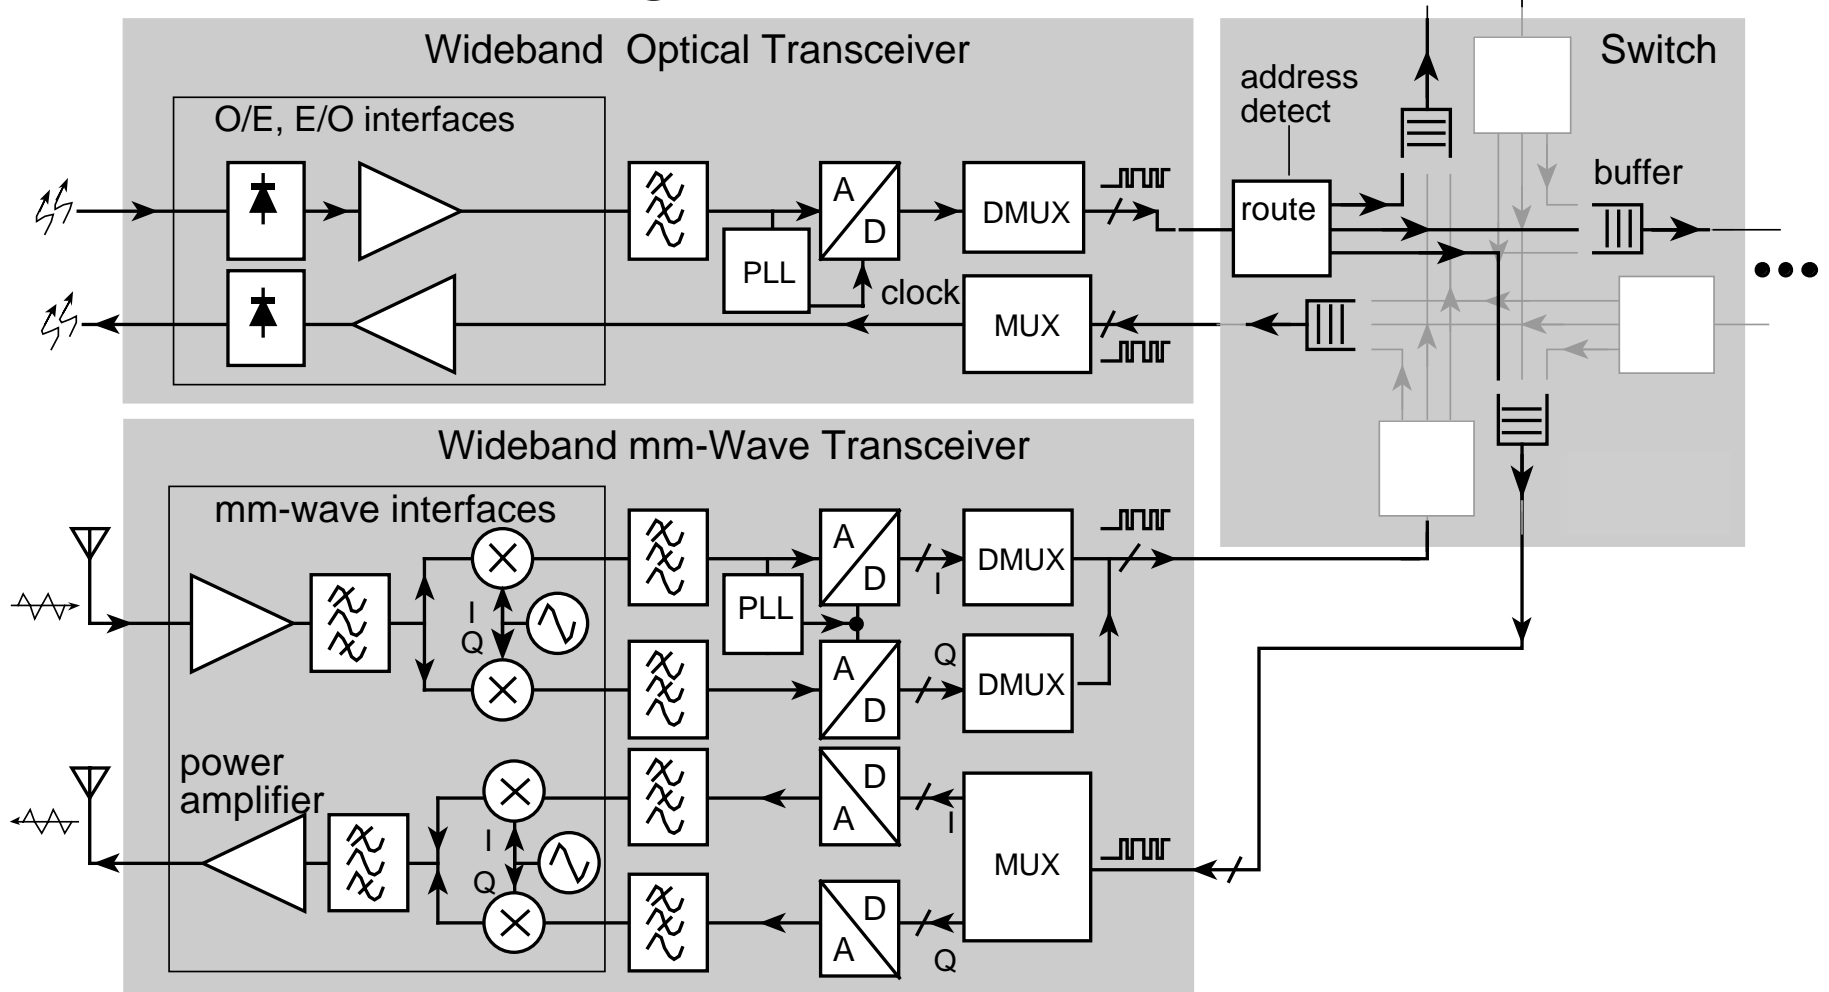 Wideband Optical Transceiver
Switch
address
detect
O/E, E/O interfaces
buffer
A
D
DMUX
route
PLL
clock
MUX
Wideband mm-Wave Transceiver
mm-wave interfaces
A
D
DMUX
I
PLL
I
Q
A
D
Q
DMUX
power
amplifier
D
A
I
I
Q
MUX
D
A
Q